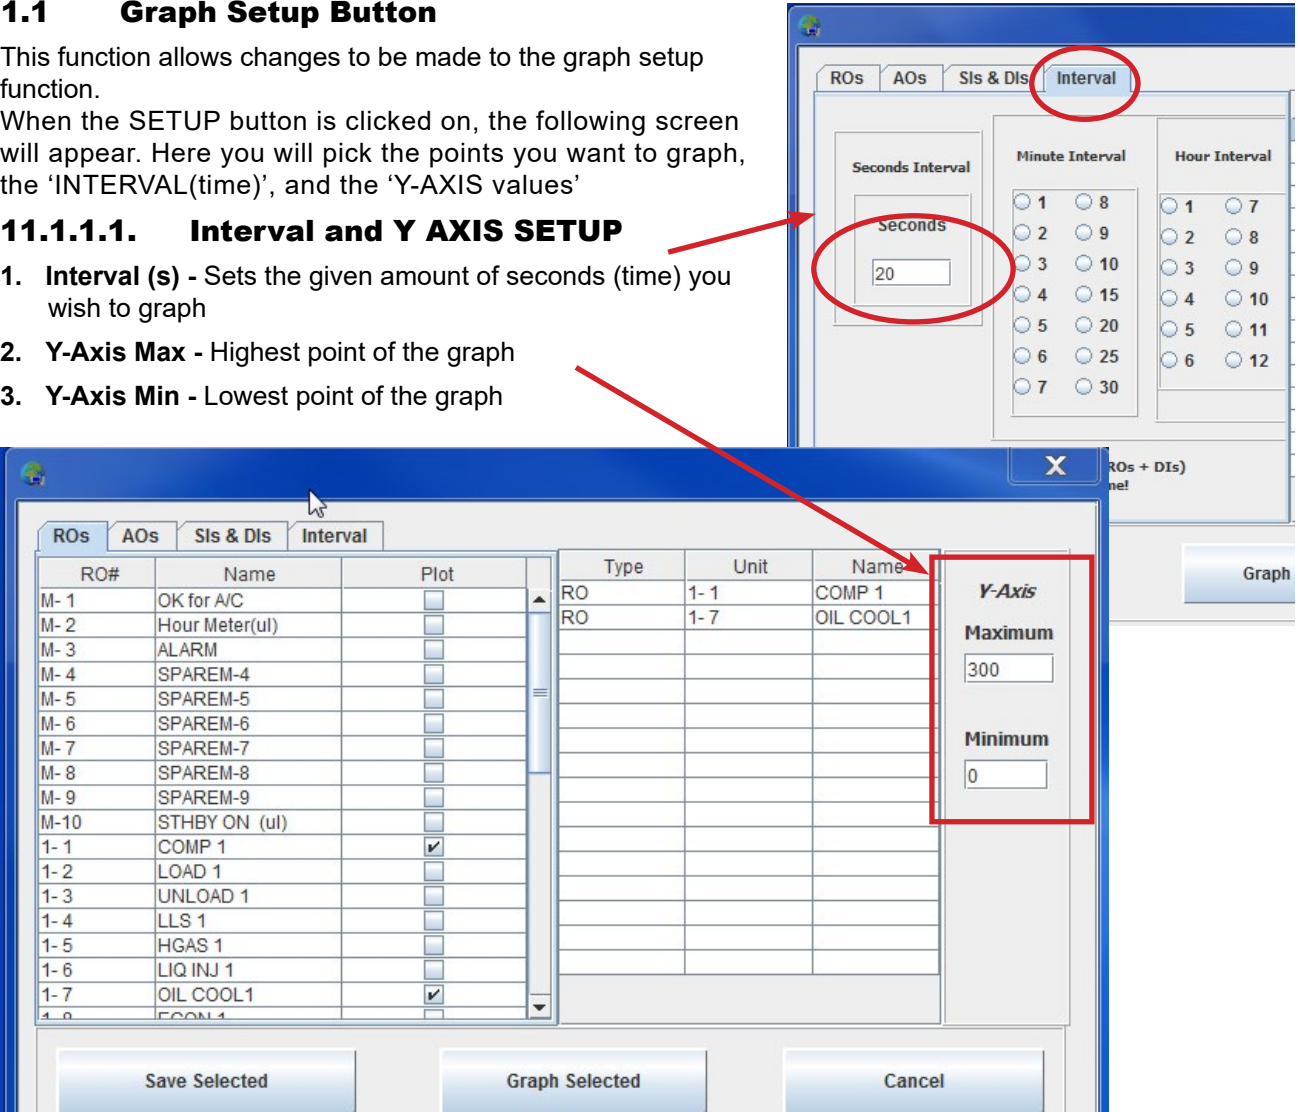 1.1 Graph Setup Button
This function allows changes to be made to the graph setup
function.
When the SETUP button is clicked on, the following screen
will appear. Here you will pick the points you want to graph,
the ‘INTERVAL(time)’, and the ‘Y-AXIS values’
11.1.1.1. Interval and Y AXIS SETUP
1. Interval (s) - Sets the given amount of seconds (time) you
wish to graph
2. Y-Axis Max - Highest point of the graph
3. Y-Axis Min - Lowest point of the graph
ROs AOs SIs & DIs Interval
Seconds Interval Minute Interval Hour Interval
Seconds
20
1 8
2 9
3 10
4 15
5 20
6 25
7 30
1 7
2 8
3 9
4 10
5 11
6 12
ROs + DIs)
me!
Graph
X
ROs AOs SIs & DIs Interval
RO# Name Plot
M- 1 OK for A/C
M- 2 Hour Meter(ul)
M- 3 ALARM
M- 4 SPAREM-4
M- 5 SPAREM-5
M- 6 SPAREM-6
M- 7 SPAREM-7
M- 8 SPAREM-8
M- 9 SPAREM-9
M-10 STHBY ON (ul)
1- 1 COMP 1
1- 2 LOAD 1
1- 3 UNLOAD 1
1- 4 LLS 1
1- 5 HGAS 1
1- 6 LIQ INJ 1
1- 7 OIL COOL1
1- 8 ECON 1
Type Unit Name
RO 1- 1 COMP 1
RO 1- 7 OIL COOL1
Y-Axis
Maximum
300
Minimum
0
Save Selected Graph Selected Cancel